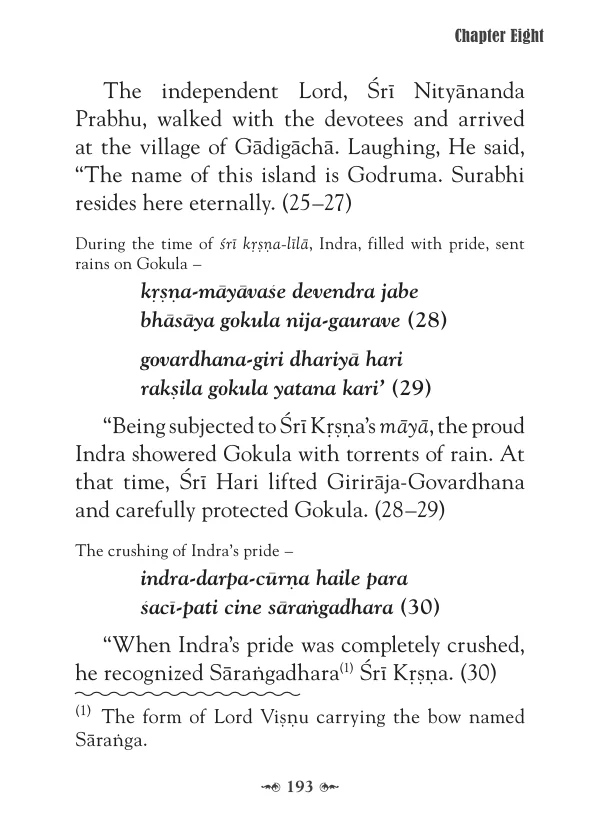 Chapter Eight
The independent Lord, Śrī Nityānanda
Prabhu, walked with the devotees and arrived
at the village of Gādigāchā. Laughing, He said,
“The name of this island is Godruma. Surabhi
resides here eternally. (25–27)
During the time of śrī kṛṣṇa-līlā, Indra, filled with pride, sent
rains on Gokula –
kṛṣṇa-māyāvaśe devendra jabe
bhāsāya gokula nija-gaurave (28)
govardhana-giri dhariyā hari
rakṣila gokula yatana kari’ (29)
“Being subjected to Śrī Kṛṣṇa’s māyā, the proud
Indra showered Gokula with torrents of rain. At
that time, Śrī Hari lifted Girirāja-Govardhana
and carefully protected Gokula. (28–29)
The crushing of Indra’s pride –
indra-darpa-cūrṇa haile para
śacī-pati cine sāraṅgadhara (30)
“When Indra’s pride was completely crushed,
he recognized Sāraṅgadhara(1) Śrī Kṛṣṇa. (30)
(1) The form of Lord Viṣṇu carrying the bow named
Sāraṅga.
193